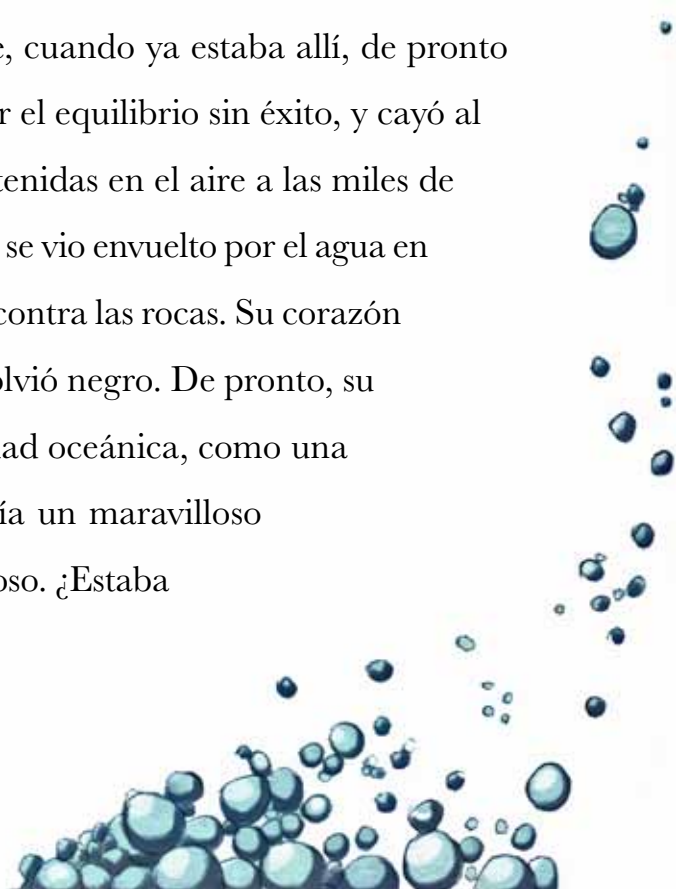 e, cuando ya estaba allí, de pronto
r el equilibrio sin éxito, y cayó al
tenidas en el aire a las miles de
se vio envuelto por el agua en
contra las rocas. Su corazón
olvió negro. De pronto, su
dad oceánica, como una
ía un maravilloso
oso. ¿Estaba